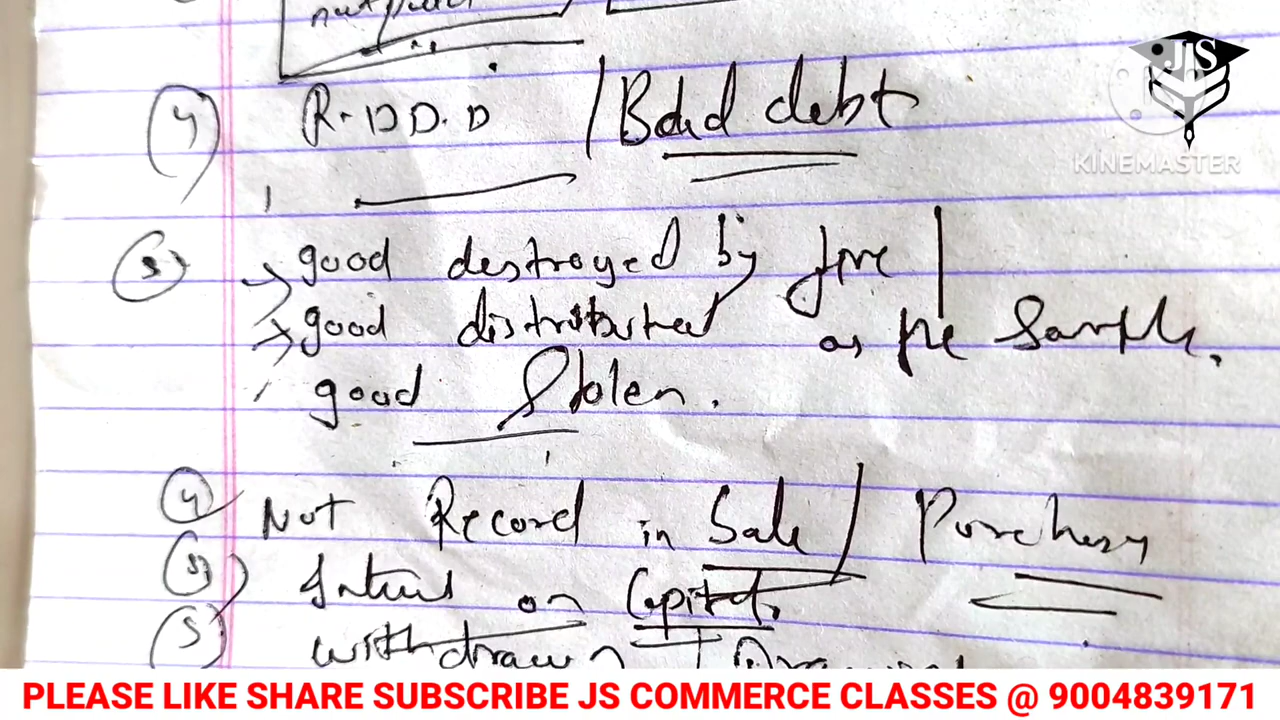 4 R.D.D.D / Bad debt
JS
KINEMASTER
3 → good destroyed by fire
→ good distributed as free Sample.
good Stolen.
4 Not Record in Sale / Purchase
5 Interest on Capital
5 withdrawn / Drawings
PLEASE LIKE SHARE SUBSCRIBE JS COMMERCE CLASSES @ 9004839171